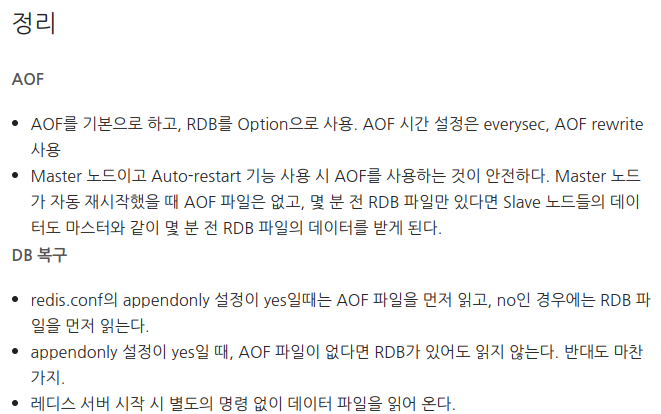 정리
AOF
• AOF를 기본으로 하고, RDB를 Option으로 사용. AOF 시간 설정은 everysec, AOF rewrite
사용
• Master 노드이고 Auto-restart 기능 사용 시 AOF를 사용하는 것이 안전하다. Master 노드
가 자동 재시작했을 때 AOF 파일은 없고, 몇 분 전 RDB 파일만 있다면 Slave 노드들의 데이
터도 마스터와 같이 몇 분 전 RDB 파일의 데이터를 받게 된다.
DB 복구
• redis.conf의 appendonly 설정이 yes일때는 AOF 파일을 먼저 읽고, no인 경우에는 RDB 파
일을 먼저 읽는다.
• appendonly 설정이 yes일 때, AOF 파일이 없다면 RDB가 있어도 읽지 않는다. 반대도 마찬
가지.
• 레디스 서버 시작 시 별도의 명령 없이 데이터 파일을 읽어 온다.